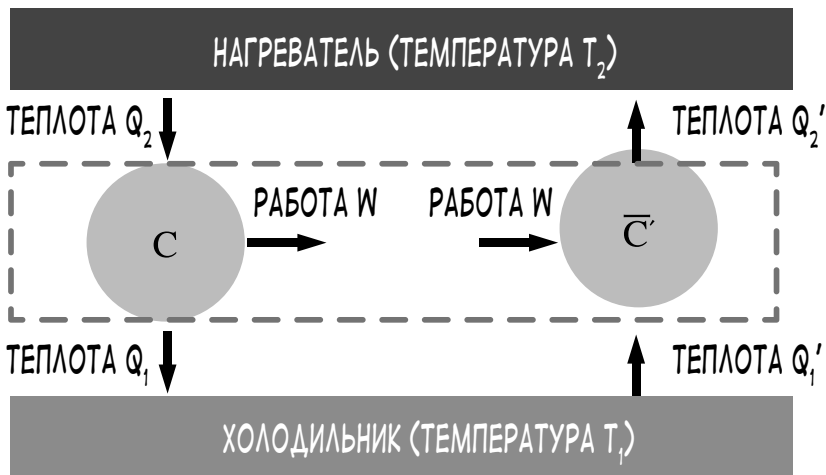 НАГРЕВАТЕЛЬ (ТЕМПЕРАТУРА T₂)
ТЕПЛОТА Q₂
ТЕПЛОТА Q₂'
РАБОТА W
РАБОТА W
C
C̅′
ТЕПЛОТА Q₁
ТЕПЛОТА Q₁'
ХОЛОДИЛЬНИК (ТЕМПЕРАТУРА T₁)